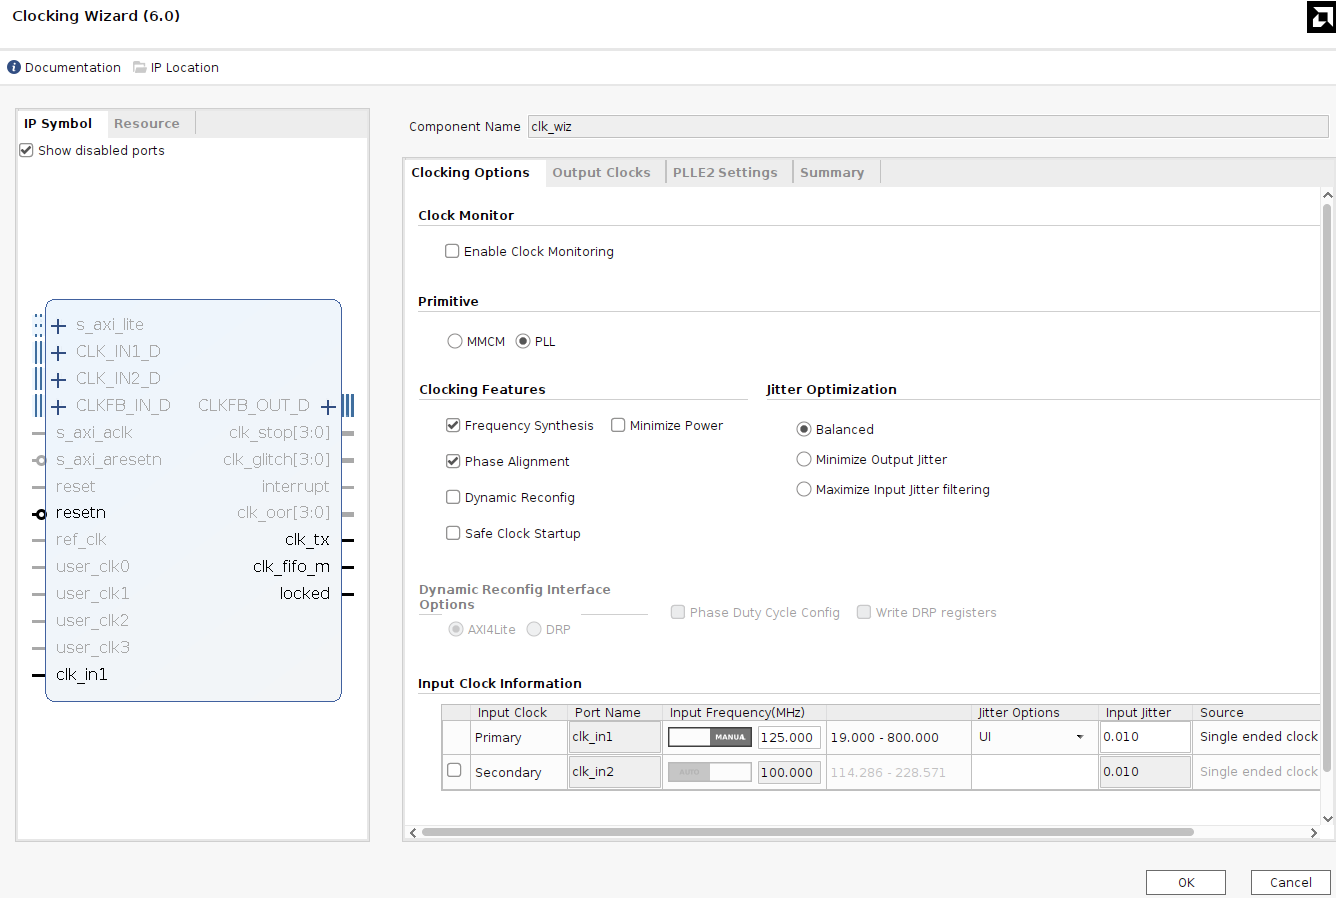 Clocking Wizard (6.0)
Documentation IP Location
IP Symbol Resource
Show disabled ports
s_axi_lite
CLK_IN1_D
CLK_IN2_D
CLKFB_IN_D CLKFB_OUT_D
s_axi_aclk clk_stop[3:0]
s_axi_aresetn clk_glitch[3:0]
reset interrupt
resetn clk_oor[3:0]
ref_clk clk_tx
user_clk0 clk_fifo_m
user_clk1 locked
user_clk2
user_clk3
clk_in1
Component Name clk_wiz
Clocking Options Output Clocks PLLE2 Settings Summary
Clock Monitor
Enable Clock Monitoring
Primitive
MMCM PLL
Clocking Features Jitter Optimization
Frequency Synthesis Minimize Power Balanced
Phase Alignment Minimize Output Jitter
Dynamic Reconfig Maximize Input Jitter filtering
Safe Clock Startup
Dynamic Reconfig Interface
Options
Phase Duty Cycle Config Write DRP registers
AXI4Lite DRP
Input Clock Information
Input Clock Port Name Input Frequency(MHz) Jitter Options Input Jitter Source
Primary clk_in1 MANUA 125.000 19.000 - 800.000 UI 0.010 Single ended clock
Secondary clk_in2 AUTO 100.000 114.286 - 228.571 0.010 Single ended clock
OK Cancel